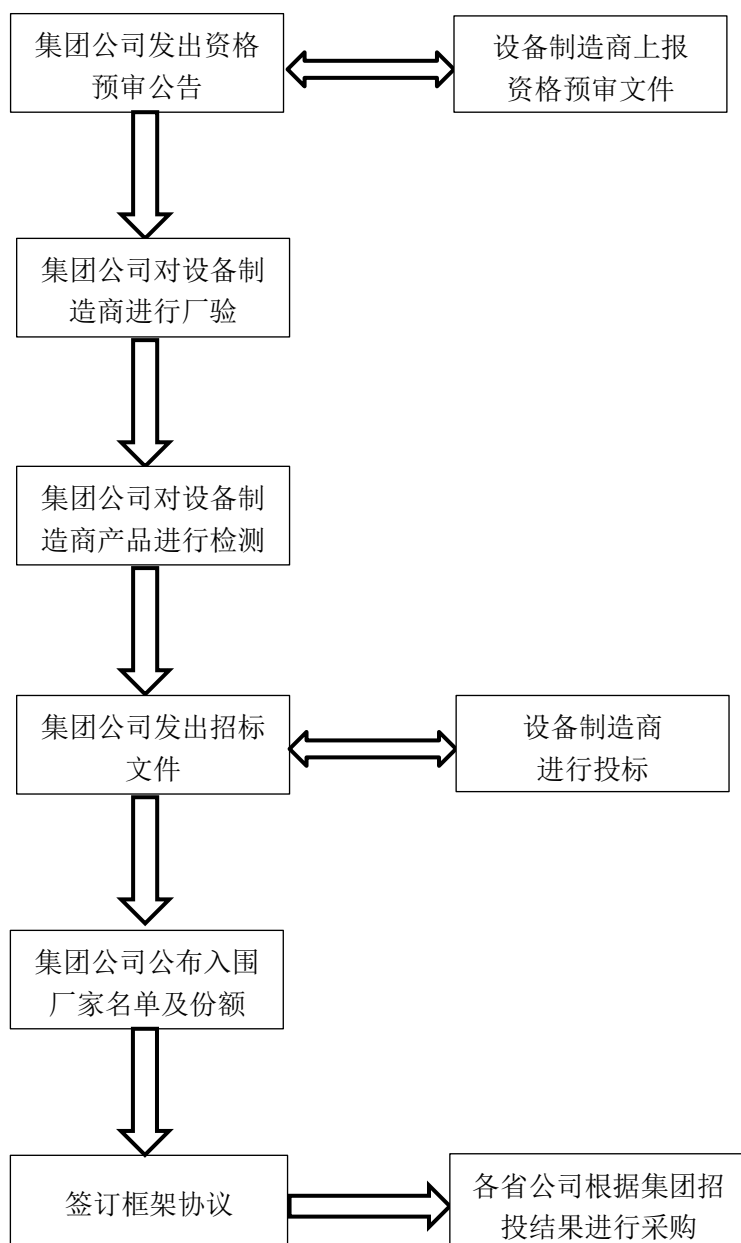 集团公司发出资格
预审公告
设备制造商上报
资格预审文件
集团公司对设备制
造商进行厂验
集团公司对设备制
造商产品进行检测
集团公司发出招标
文件
设备制造商
进行投标
集团公司公布入围
厂家名单及份额
签订框架协议
各省公司根据集团招
投结果进行采购